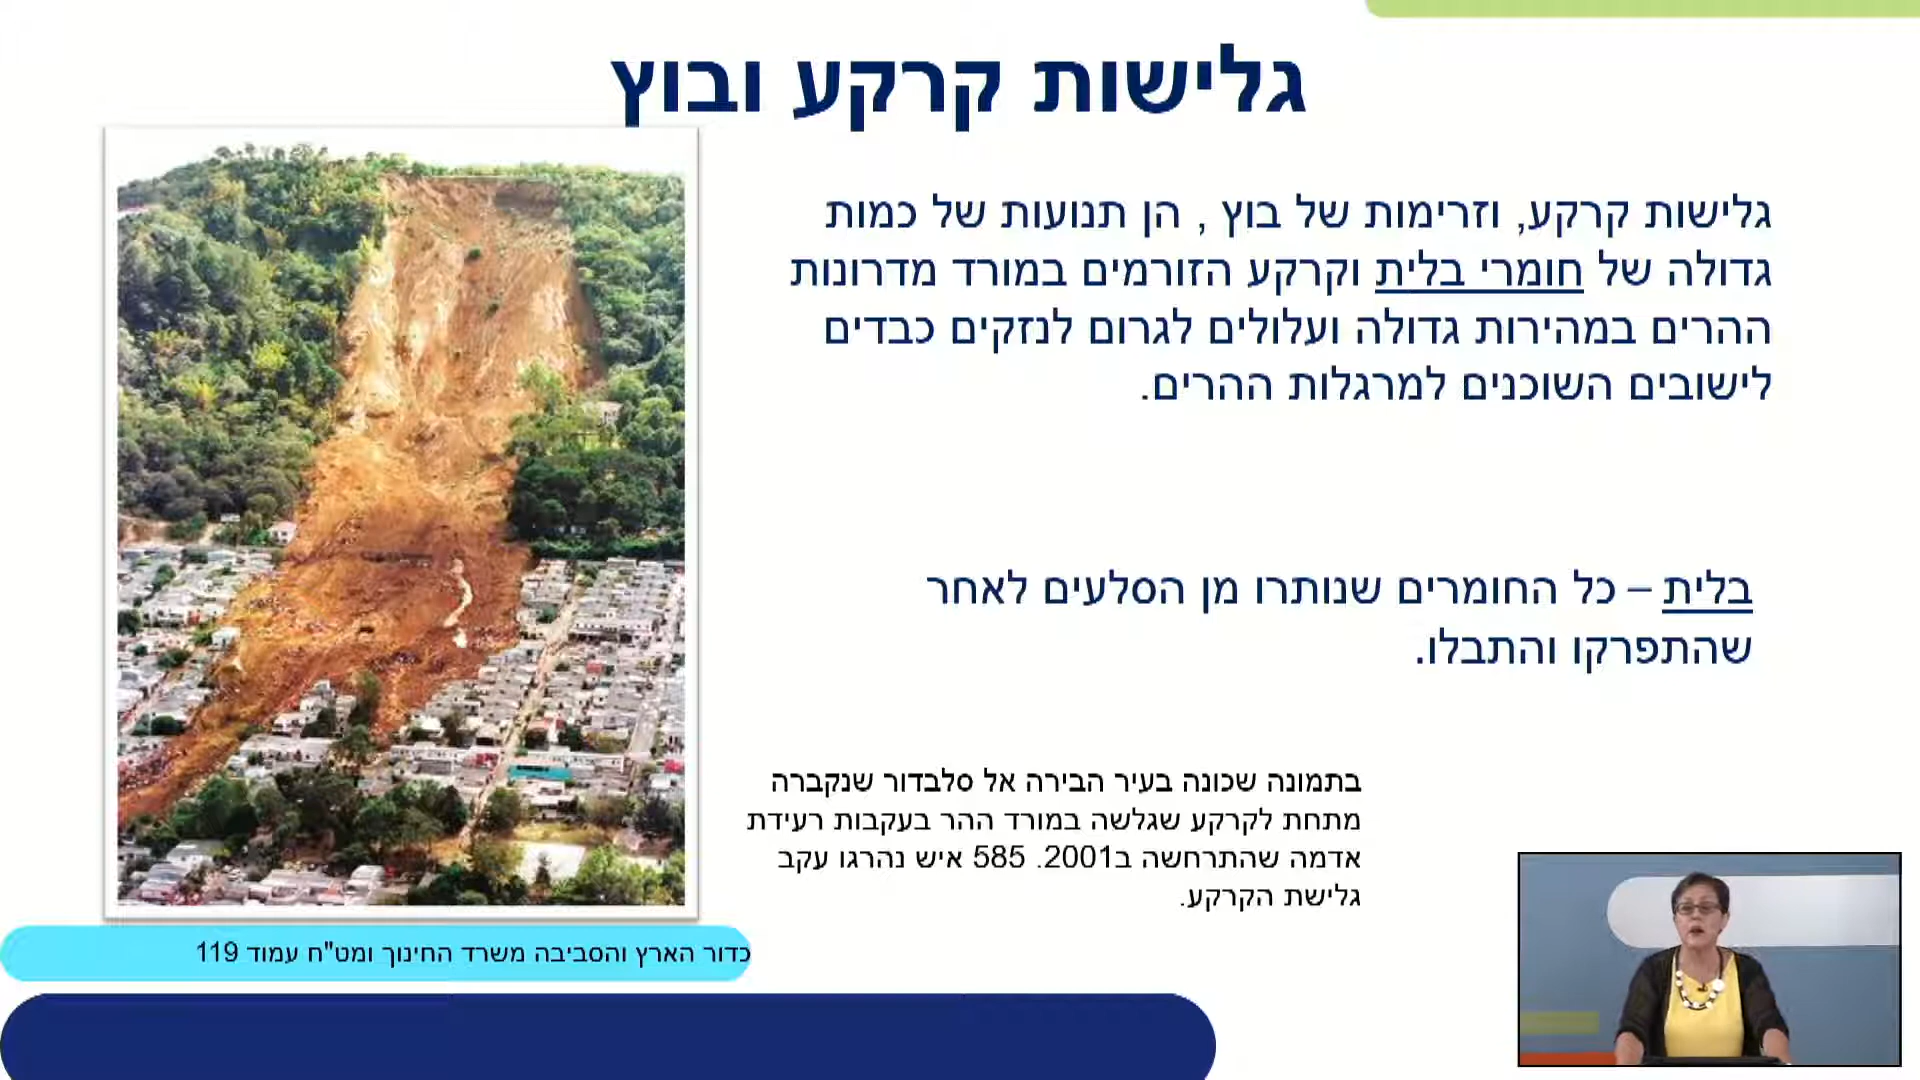 גלישות קרקע ובוץ
גלישות קרקע, וזרימות של בוץ , הן תנועות של כמות
גדולה של חומרי בלית וקרקע הזורמים במורד מדרונות
ההרים במהירות גדולה ועלולים לגרום לנזקים כבדים
לישובים השוכנים למרגלות ההרים.
בלית – כל החומרים שנותרו מן הסלעים לאחר
שהתפרקו והתבלו.
בתמונה שכונה בעיר הבירה אל סלבדור שנקברה
מתחת לקרקע שגלשה במורד ההר בעקבות רעידת
אדמה שהתרחשה ב2001. 585 איש נהרגו עקב
גלישת הקרקע.
כדור הארץ והסביבה משרד החינוך ומט"ח עמוד 119